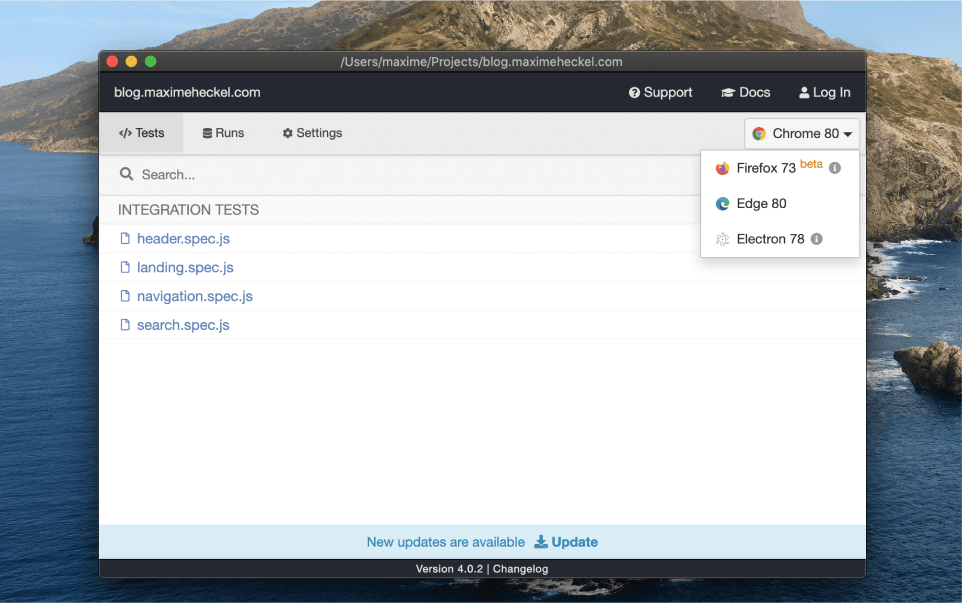 /Users/maxime/Projects/blog.maximeheckel.com
blog.maximeheckel.com Support Docs Log In
Tests Runs Settings Chrome 80
Search...
Firefox 73 beta
Edge 80
Electron 78
INTEGRATION TESTS
header.spec.js
landing.spec.js
navigation.spec.js
search.spec.js
New updates are available Update
Version 4.0.2 | Changelog